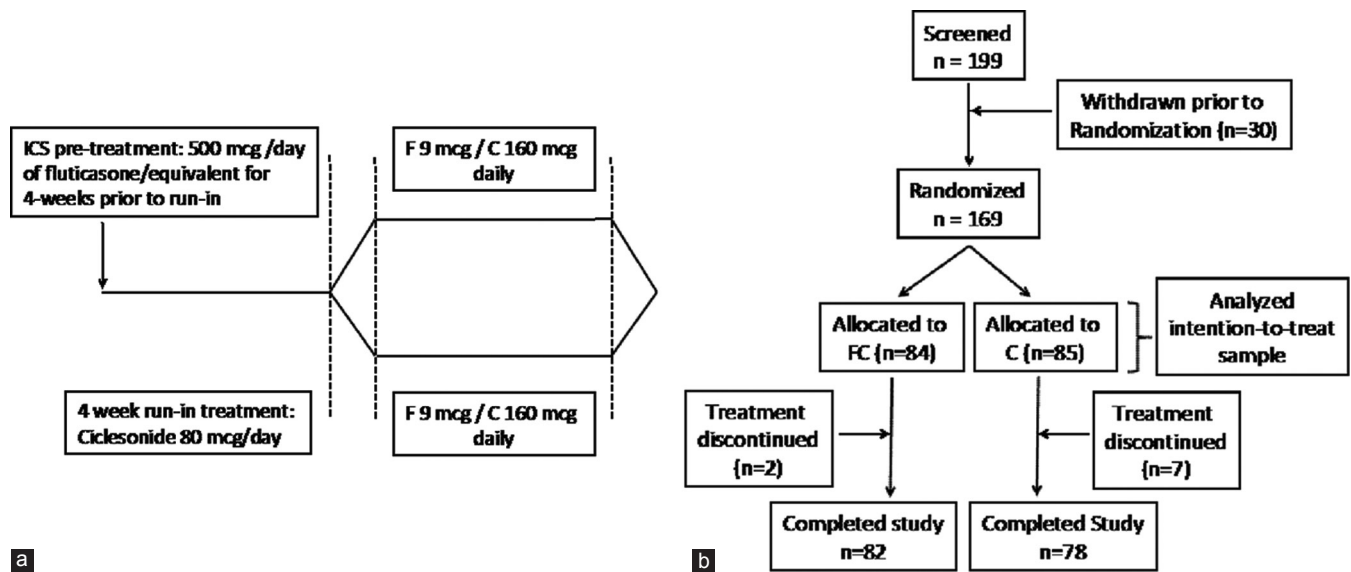 ICS pre-treatment: 500 mcg /day
of fluticasone/equivalent for
4-weeks prior to run-in
F 9 mcg / C 160 mcg
daily
4 week run-in treatment:
Ciclesonide 80 mcg/day
F 9 mcg / C 160 mcg
daily
a
Screened
n = 199
Withdrawn prior to
Randomization (n=30)
Randomized
n = 169
Allocated to
FC (n=84)
Allocated to
C (n=85)
Analyzed
intention-to-treat
sample
Treatment
discontinued
(n=2)
Treatment
discontinued
(n=7)
Completed study
n=82
Completed Study
n=78
b